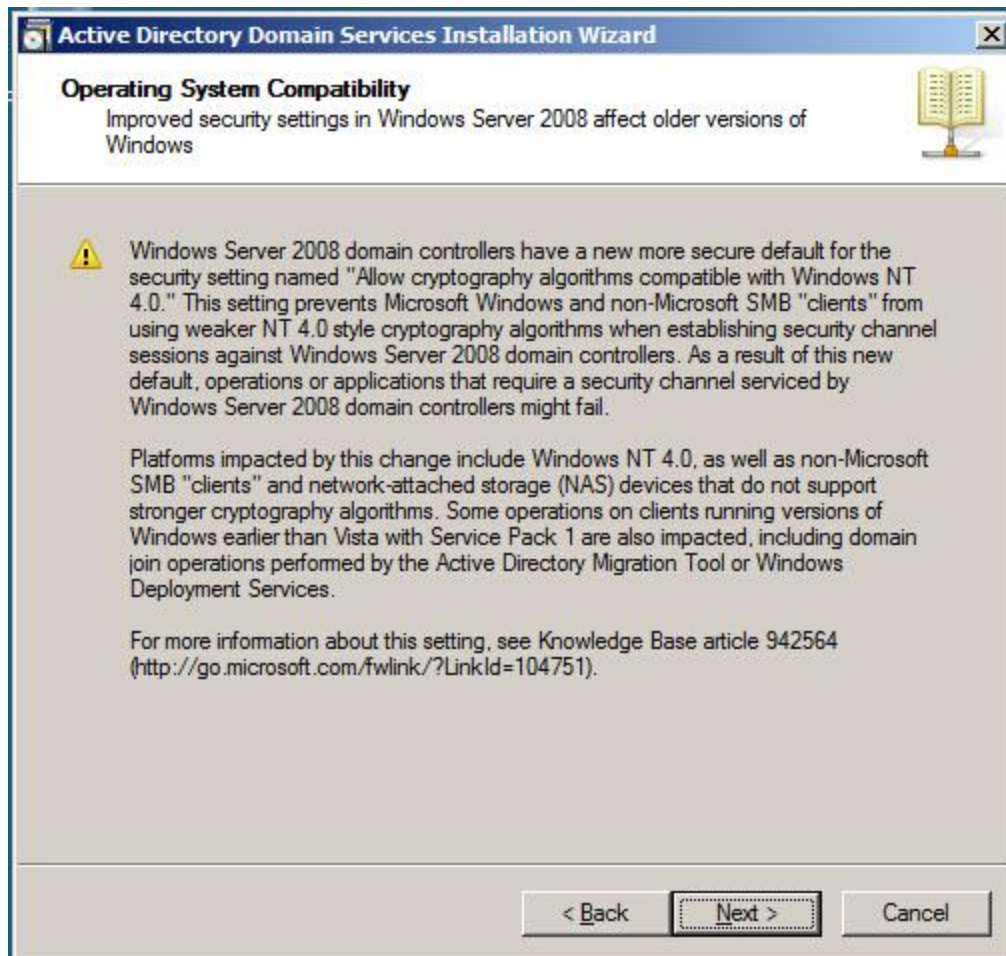 Active Directory Domain Services Installation Wizard
Operating System Compatibility
Improved security settings in Windows Server 2008 affect older versions of
Windows
Windows Server 2008 domain controllers have a new more secure default for the
security setting named "Allow cryptography algorithms compatible with Windows NT
4.0." This setting prevents Microsoft Windows and non-Microsoft SMB "clients" from
using weaker NT 4.0 style cryptography algorithms when establishing security channel
sessions against Windows Server 2008 domain controllers. As a result of this new
default, operations or applications that require a security channel serviced by
Windows Server 2008 domain controllers might fail.
Platforms impacted by this change include Windows NT 4.0, as well as non-Microsoft
SMB "clients" and network-attached storage (NAS) devices that do not support
stronger cryptography algorithms. Some operations on clients running versions of
Windows earlier than Vista with Service Pack 1 are also impacted, including domain
join operations performed by the Active Directory Migration Tool or Windows
Deployment Services.
For more information about this setting, see Knowledge Base article 942564
(http://go.microsoft.com/fwlink/?LinkId=104751).
< Back
Next >
Cancel